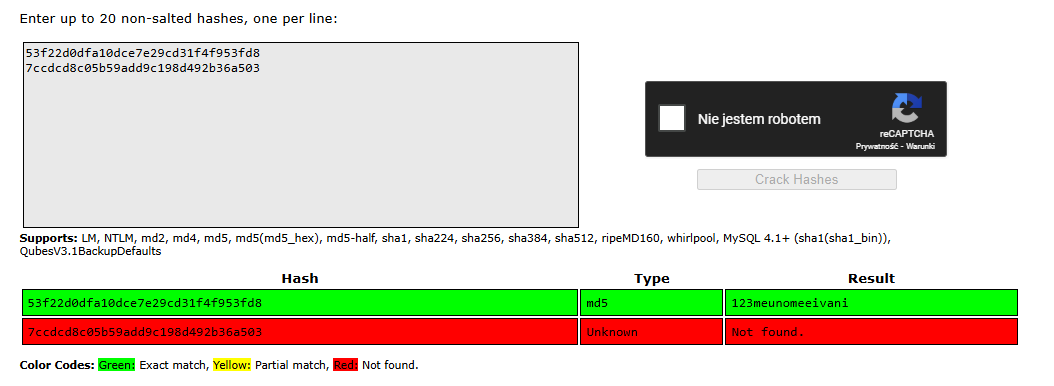 Enter up to 20 non-salted hashes, one per line:
53f22d0dfa10dce7e29cd31f4f953fd8
7ccdcd8c05b59add9c198d492b36a503
Nie jestem robotem
reCAPTCHA
Prywatność - Warunki
Crack Hashes
Supports: LM, NTLM, md2, md4, md5, md5(md5_hex), md5-half, sha1, sha224, sha256, sha384, sha512, ripeMD160, whirlpool, MySQL 4.1+ (sha1(sha1_bin)),
QubesV3.1BackupDefaults
Hash Type Result
53f22d0dfa10dce7e29cd31f4f953fd8 md5 123meunomeeivani
7ccdcd8c05b59add9c198d492b36a503 Unknown Not found.
Color Codes: Green: Exact match, Yellow: Partial match, Red: Not found.